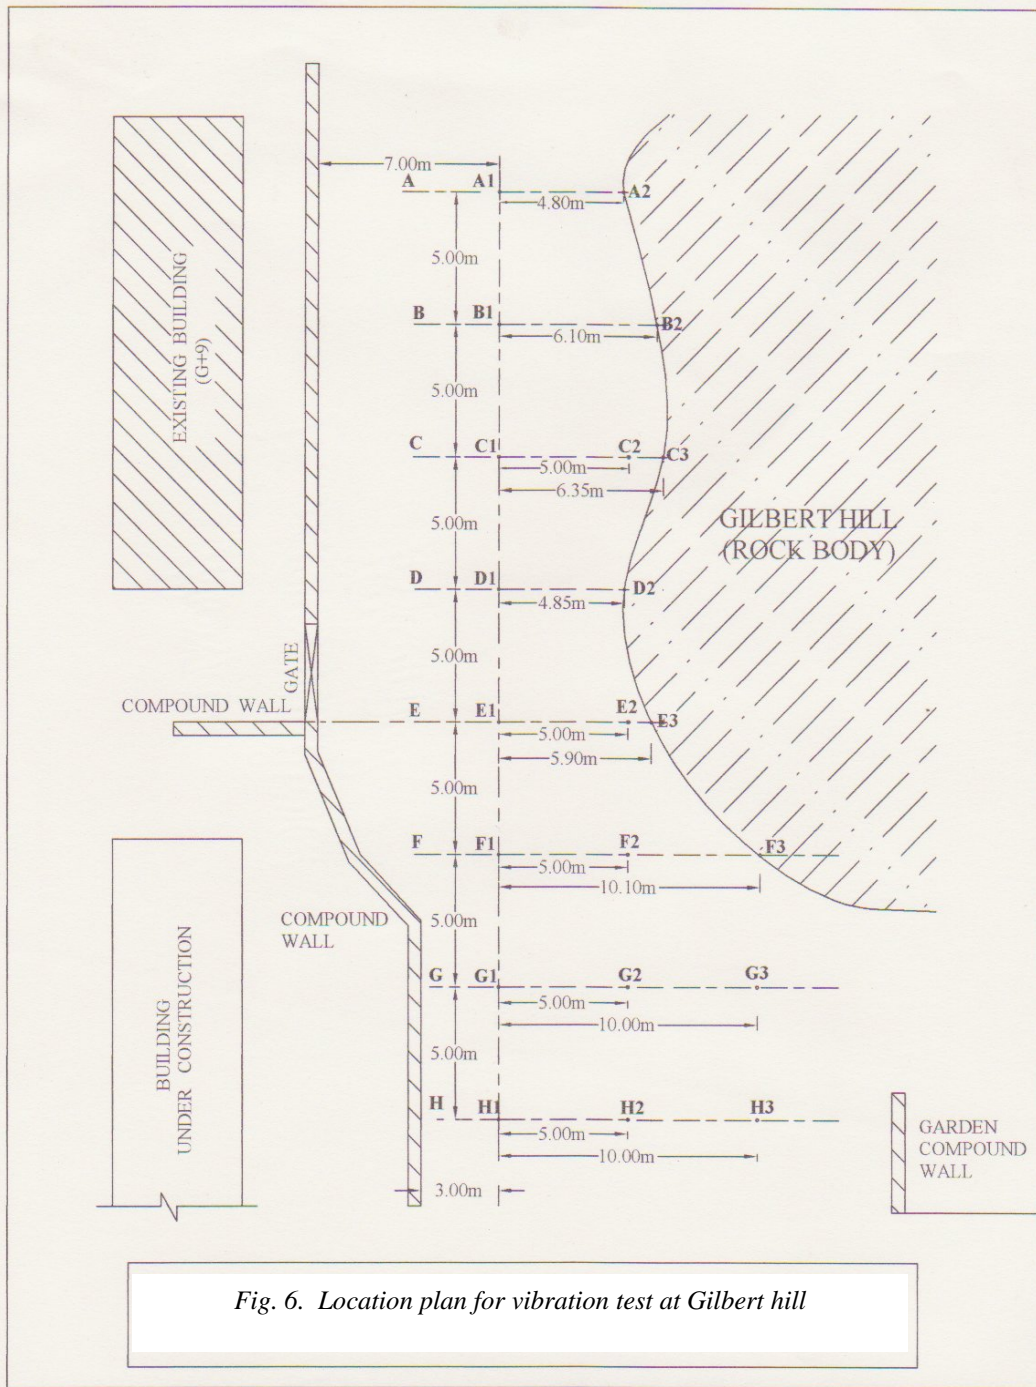 7.00m
A A1 A2
4.80m
5.00m
B B1 B2
6.10m
EXISTING BUILDING
(G+9)
5.00m
C C1 C2 C3
5.00m
6.35m
5.00m
GILBERT HILL
(ROCK BODY)
D D1 D2
4.85m
5.00m
GATE
COMPOUND WALL
E E1 E2 E3
5.00m
5.90m
5.00m
F F1 F2 F3
5.00m
10.10m
COMPOUND
WALL
5.00m
BUILDING
UNDER CONSTRUCTION
G G1 G2 G3
5.00m
10.00m
5.00m
H H1 H2 H3
5.00m
10.00m
GARDEN
COMPOUND
WALL
3.00m
Fig. 6. Location plan for vibration test at Gilbert hill